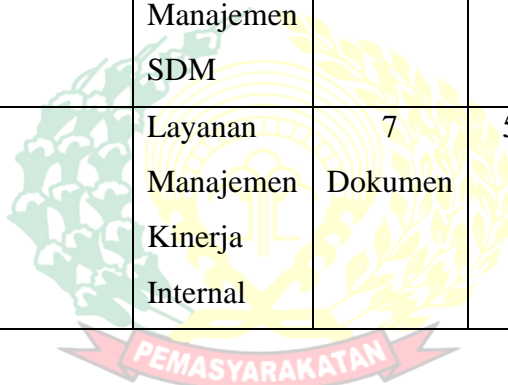 Manajemen
SDM
Layanan 7
Manajemen Dokumen
Kinerja
Internal
PEMASYARAKATAN